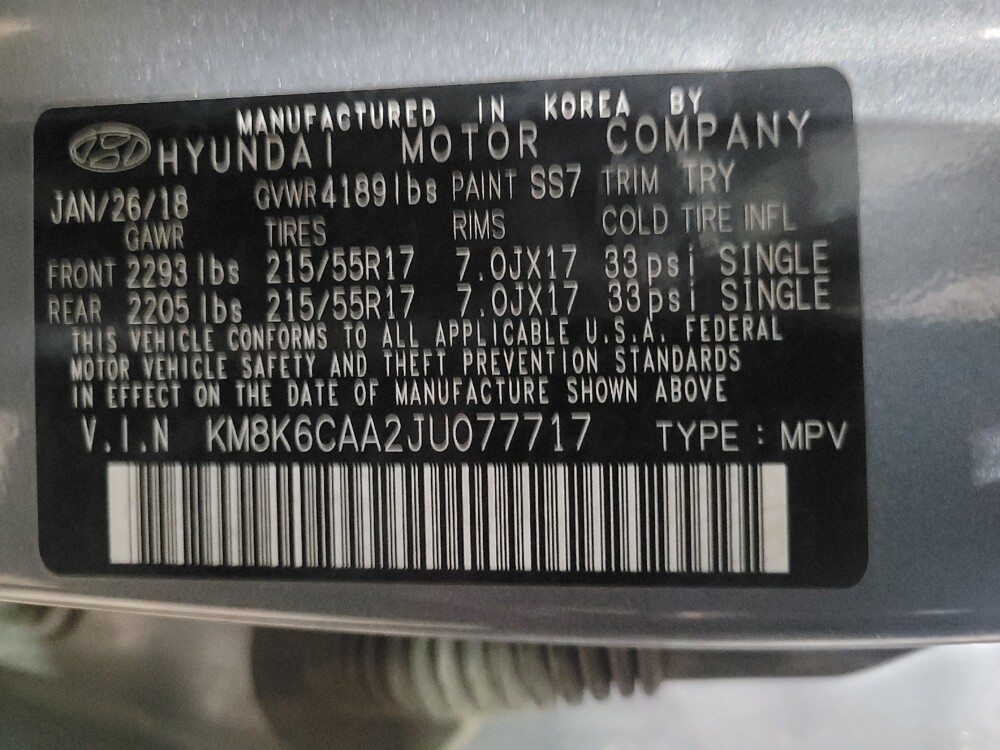 MANUFACTURED IN KOREA BY
HYUNDAI MOTOR COMPANY
JAN/26/18 GVWR 4189 lbs PAINT SS7 TRIM TRY
GAWR TIRES RIMS COLD TIRE INFL
FRONT 2293 lbs 215/55R17 7.0JX17 33psi SINGLE
REAR 2205 lbs 215/55R17 7.0JX17 33psi SINGLE
THIS VEHICLE CONFORMS TO ALL APPLICABLE U.S.A. FEDERAL
MOTOR VEHICLE SAFETY AND THEFT PREVENTION STANDARDS
IN EFFECT ON THE DATE OF MANUFACTURE SHOWN ABOVE
V.I.N KM8K6CAA2JU077717 TYPE : MPV